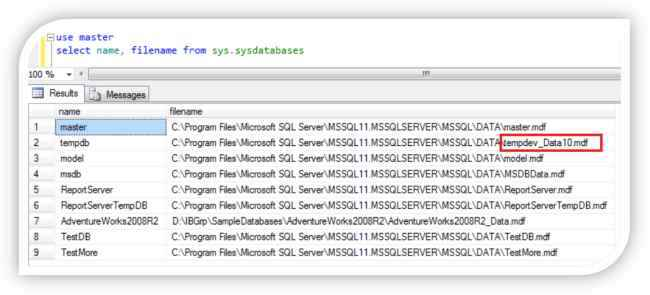 use master
select name, filename from sys.sysdatabases
100 %
Results Messages
name filename
1 master C:\Program Files\Microsoft SQL Server\MSSQL11.MSSQLSERVER\MSSQL\DATA\master.mdf
2 tempdb C:\Program Files\Microsoft SQL Server\MSSQL11.MSSQLSERVER\MSSQL\DATA\tempdev_Data10.mdf
3 model C:\Program Files\Microsoft SQL Server\MSSQL11.MSSQLSERVER\MSSQL\DATA\model.mdf
4 msdb C:\Program Files\Microsoft SQL Server\MSSQL11.MSSQLSERVER\MSSQL\DATA\MSDBData.mdf
5 ReportServer C:\Program Files\Microsoft SQL Server\MSSQL11.MSSQLSERVER\MSSQL\DATA\ReportServer.mdf
6 ReportServerTempDB C:\Program Files\Microsoft SQL Server\MSSQL11.MSSQLSERVER\MSSQL\DATA\ReportServerTempDB.mdf
7 AdventureWorks2008R2 D:\IBGrp\SampleDatabases\AdventureWorks2008R2\AdventureWorks2008R2_Data.mdf
8 TestDB C:\Program Files\Microsoft SQL Server\MSSQL11.MSSQLSERVER\MSSQL\DATA\TestDB.mdf
9 TestMore C:\Program Files\Microsoft SQL Server\MSSQL11.MSSQLSERVER\MSSQL\DATA\TestMore.mdf